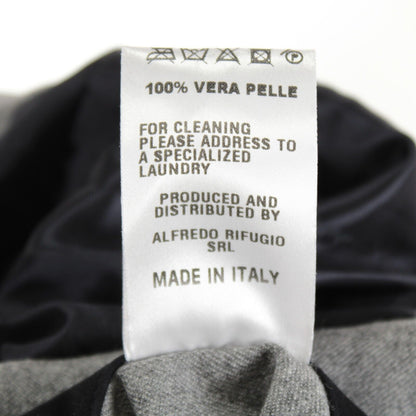 100% VERA PELLE
FOR CLEANING
PLEASE ADDRESS TO
A SPECIALIZED
LAUNDRY
PRODUCED AND
DISTRIBUTED BY
ALFREDO RIFUGIO
SRL
MADE IN ITALY